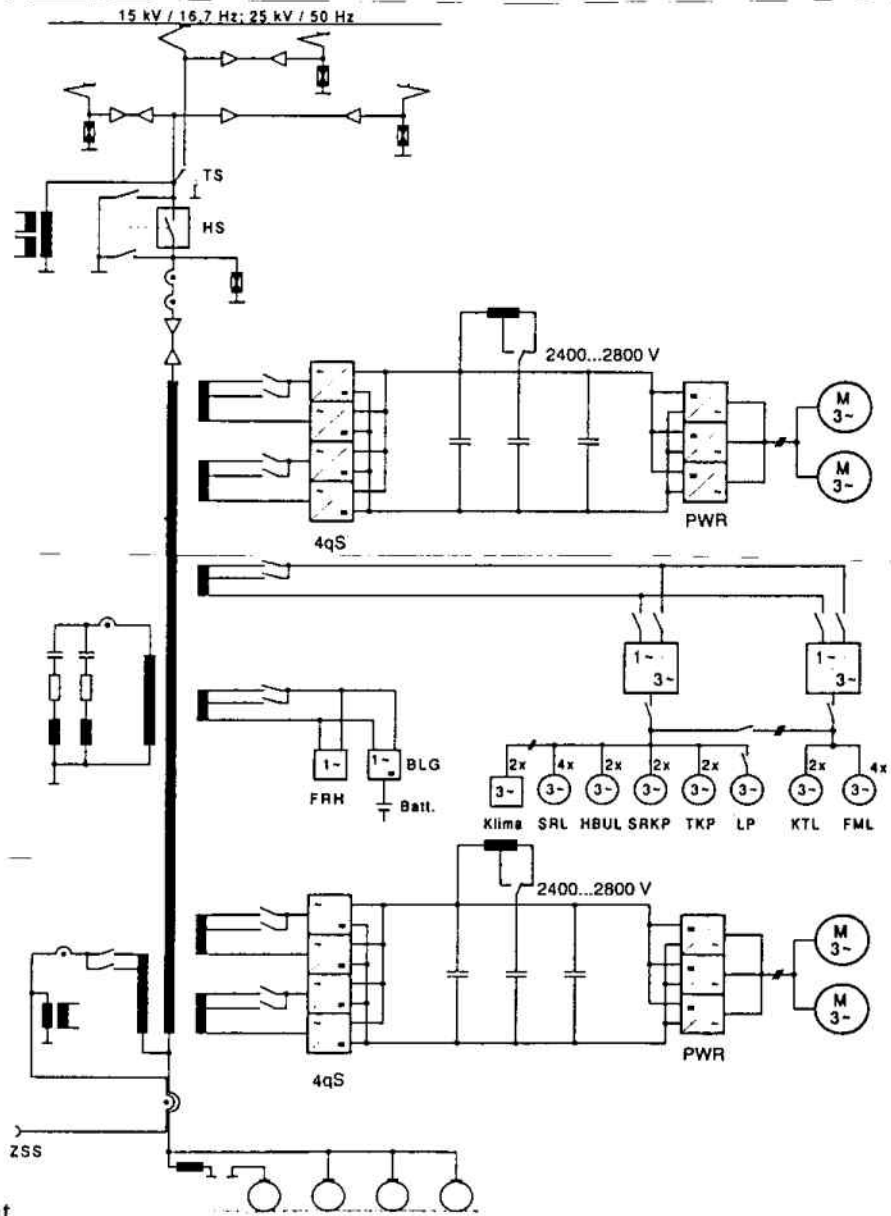 15 kV / 16,7 Hz; 25 kV / 50 Hz
TS
HS
2400...2800 V
M
3~
M
3~
4qS
PWR
1~
3~
1~
3~
1~
1~
BLG
FRH
Batt.
2x
4x
2x
2x
2x
2x
4x
3~
3~
3~
3~
3~
3~
3~
3~
Klima SRL HBUL SRKP TKP LP KTL FML
2400...2800 V
M
3~
M
3~
4qS
PWR
ZSS